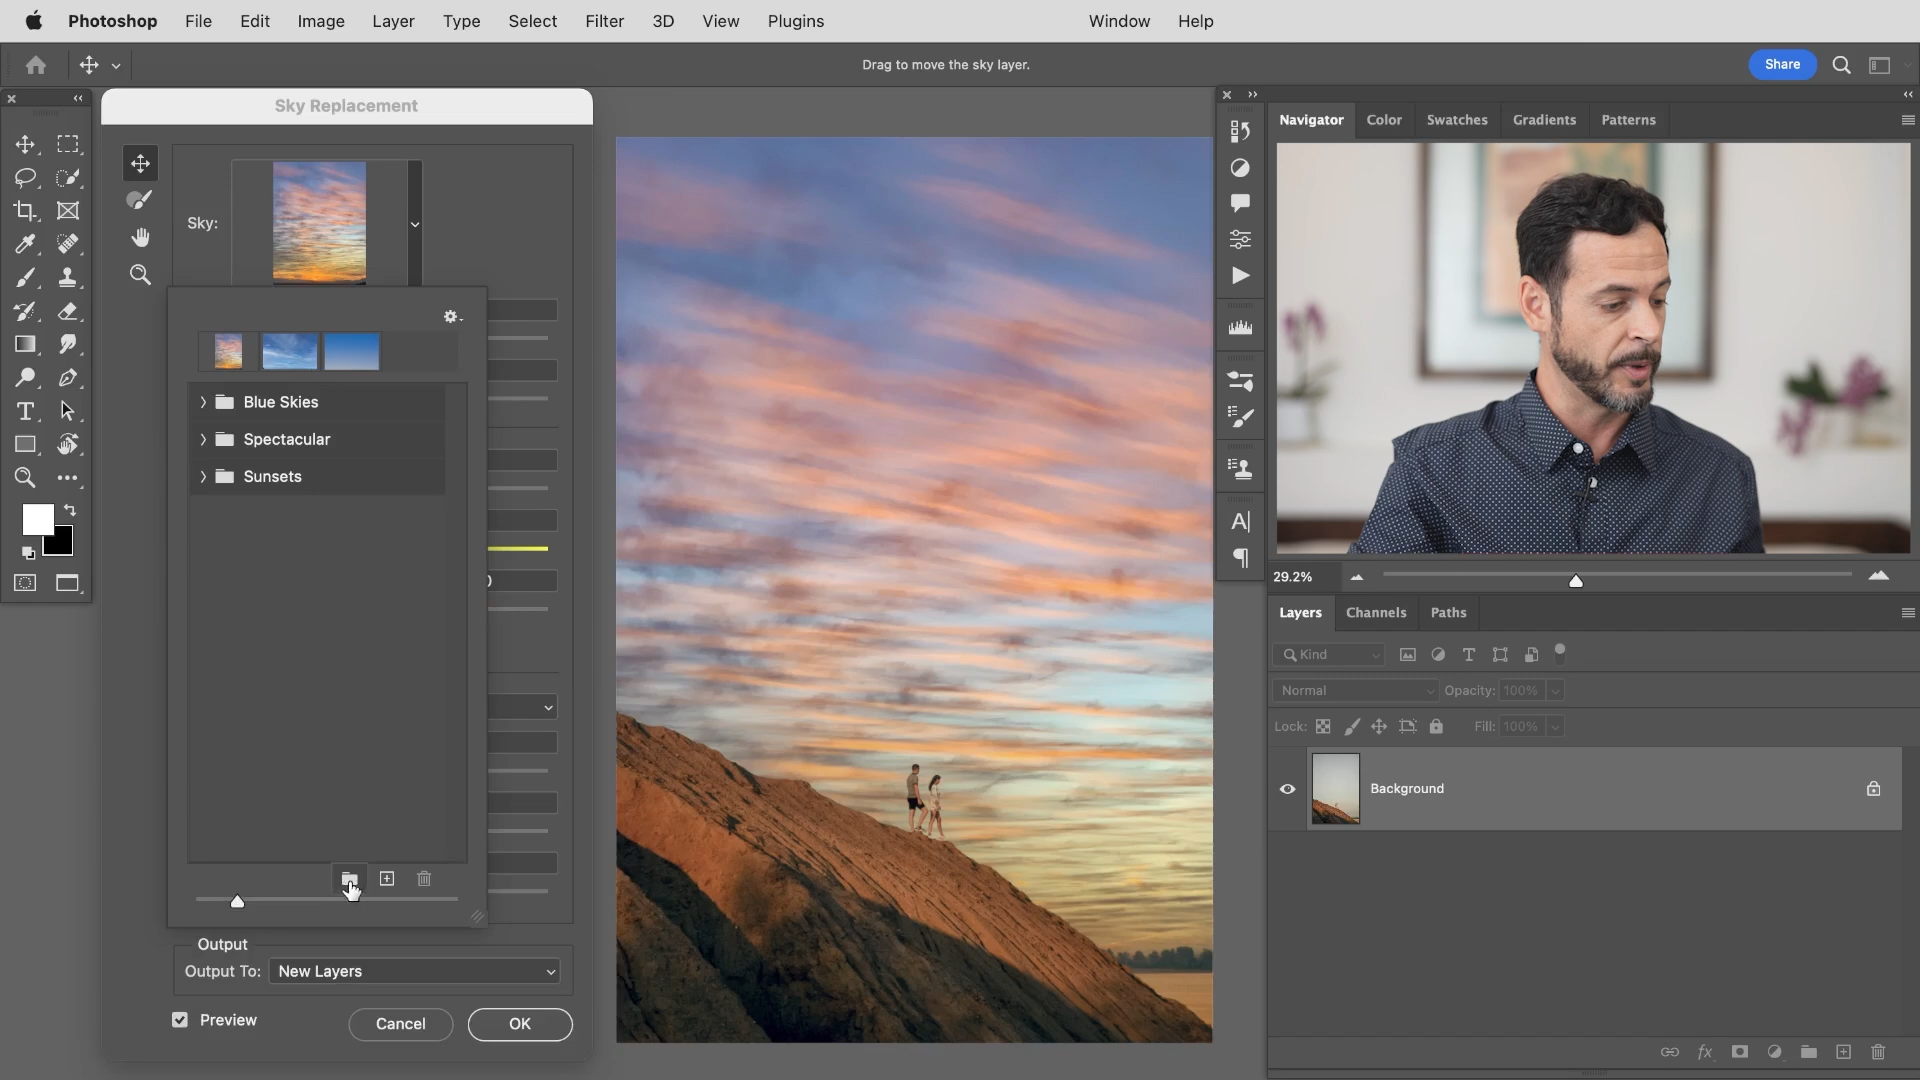 Photoshop File Edit Image Layer Type Select Filter 3D View Plugins Window Help
Drag to move the sky layer.
Share
Sky Replacement
Sky:
Blue Skies
Spectacular
Sunsets
Output
Output To: New Layers
Preview
Cancel
OK
Navigator Color Swatches Gradients Patterns
29.2%
Layers Channels Paths
Kind
Normal Opacity: 100%
Lock: Fill: 100%
Background